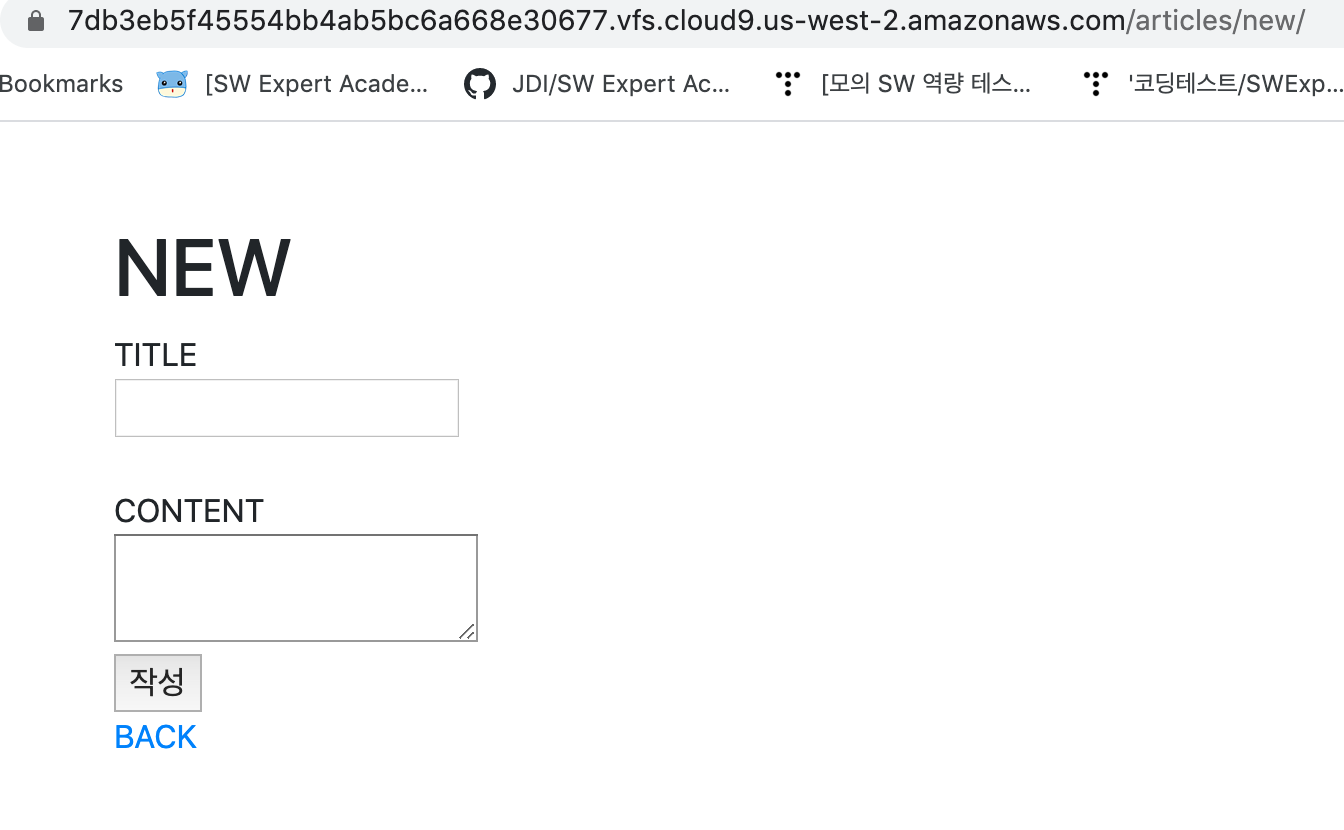 7db3eb5f45554bb4ab5bc6a668e30677.vfs.cloud9.us-west-2.amazonaws.com/articles/new/
Bookmarks [SW Expert Acade... JDI/SW Expert Ac... [모의 SW 역량 테스... '코딩테스트/SWExp...
NEW
TITLE
CONTENT
작성
BACK